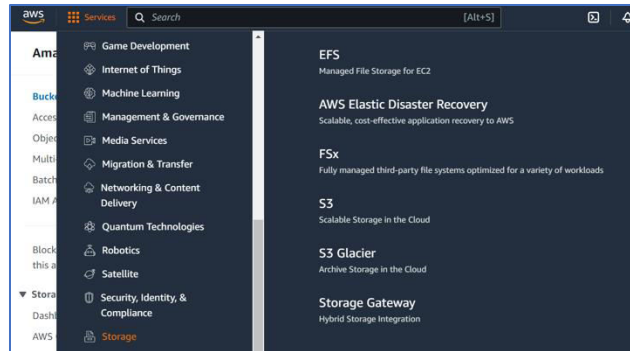 aws
Services
Search
[Alt+S]
Ama
Bucke
Acces
Objec
Multi-
Batch
IAM A
Block
this a
Stora
Dashb
AWS
Game Development
Internet of Things
Machine Learning
Management & Governance
Media Services
Migration & Transfer
Networking & Content
Delivery
Quantum Technologies
Robotics
Satellite
Security, Identity, &
Compliance
Storage
EFS
Managed File Storage for EC2
AWS Elastic Disaster Recovery
Scalable, cost-effective application recovery to AWS
FSx
Fully managed third-party file systems optimized for a variety of workloads
S3
Scalable Storage in the Cloud
S3 Glacier
Archive Storage in the Cloud
Storage Gateway
Hybrid Storage Integration